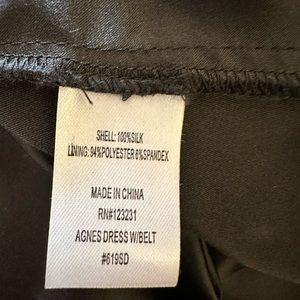 SHELL: 100%SILK
LINING: 94%POLYESTER 6%SPANDEX
MADE IN CHINA
RN#123231
AGNES DRESS W/BELT
#619SD